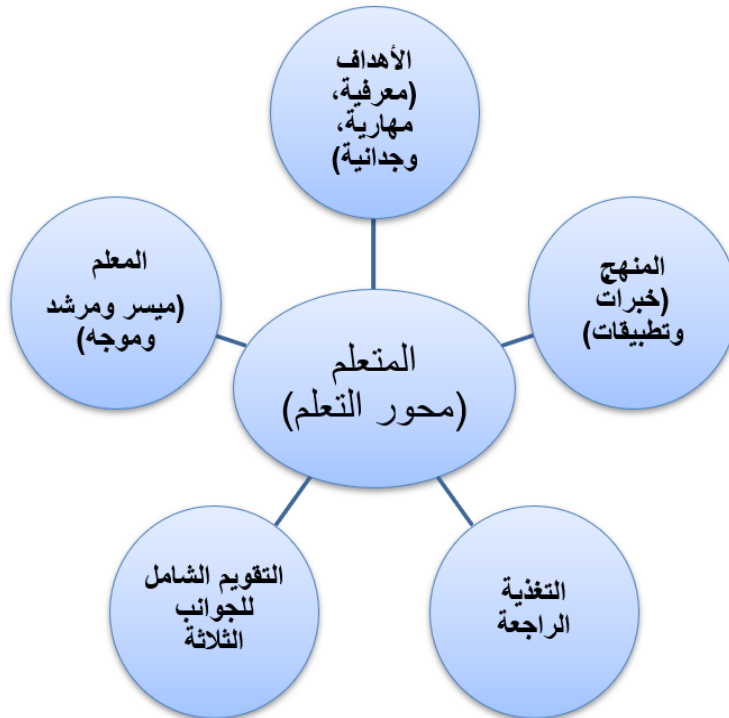 الأهداف
(معرفية،
مهارية،
وجدانية)
المنهج
(خبرات
وتطبيقات)
المعلم
(ميسر ومرشد
وموجه)
المتعلم
(محور التعلم)
التغذية
الراجعة
التقويم الشامل
للجوانب
الثلاثة